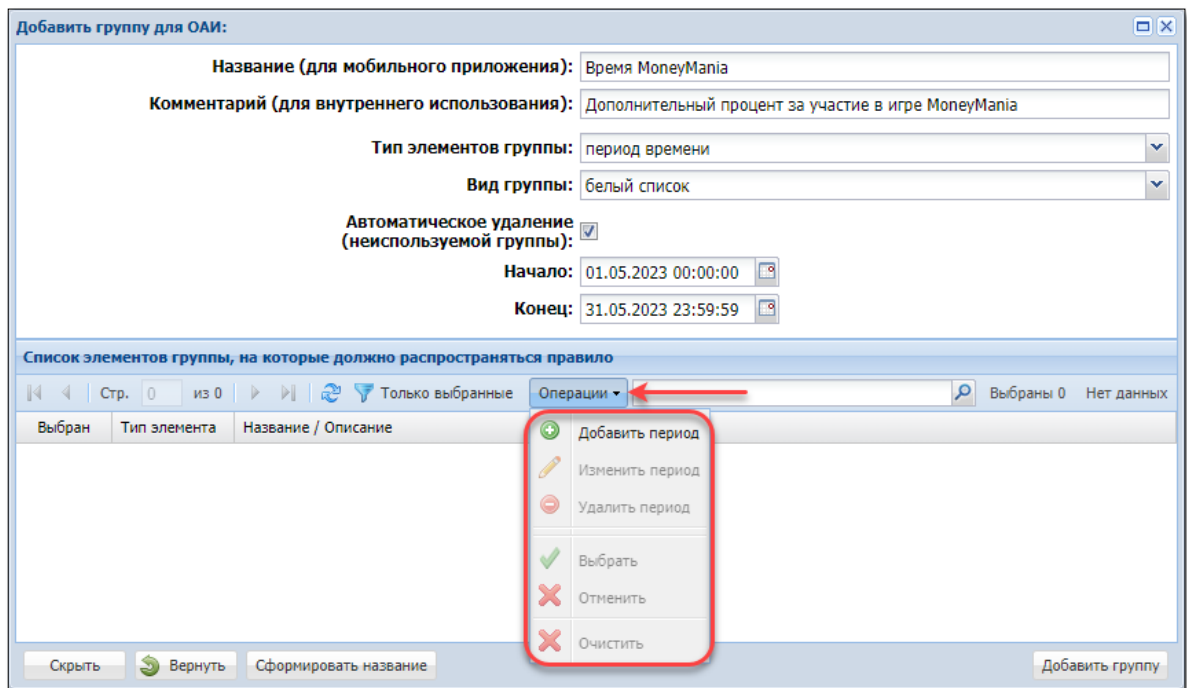 Добавить группу для ОАИ:
Название (для мобильного приложения): Время MoneyMania
Комментарий (для внутреннего использования): Дополнительный процент за участие в игре MoneyMania
Тип элементов группы: период времени
Вид группы: белый список
Автоматическое удаление
(неиспользуемой группы):
Начало: 01.05.2023 00:00:00
Конец: 31.05.2023 23:59:59
Список элементов группы, на которые должно распространяться правило
Стр. 0 из 0 Только выбранные Операции Выбраны 0 Нет данных
Выбран Тип элемента Название / Описание
Добавить период
Изменить период
Удалить период
Выбрать
Отменить
Очистить
Скрыть Вернуть Сформировать название Добавить группу